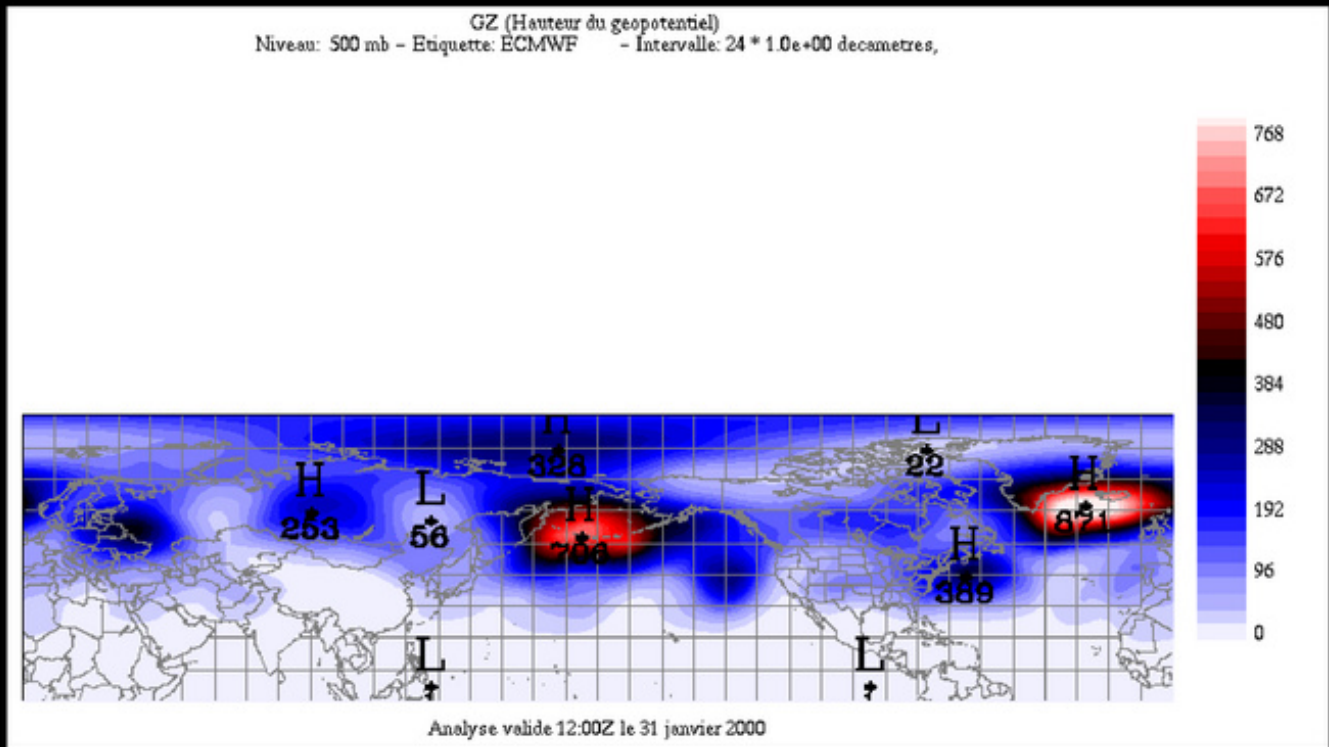 GZ (Hauteur du geopotentiel)
Niveau: 500 mb - Etiquette: ECMWF - Intervalle: 24 * 1.0e+00 decametres,
768
672
576
480
384
288
192
96
0
H
L
328
22
H
L
H
H
253
56
821
H
389
L
L
Analyse valide 12:00Z le 31 janvier 2000